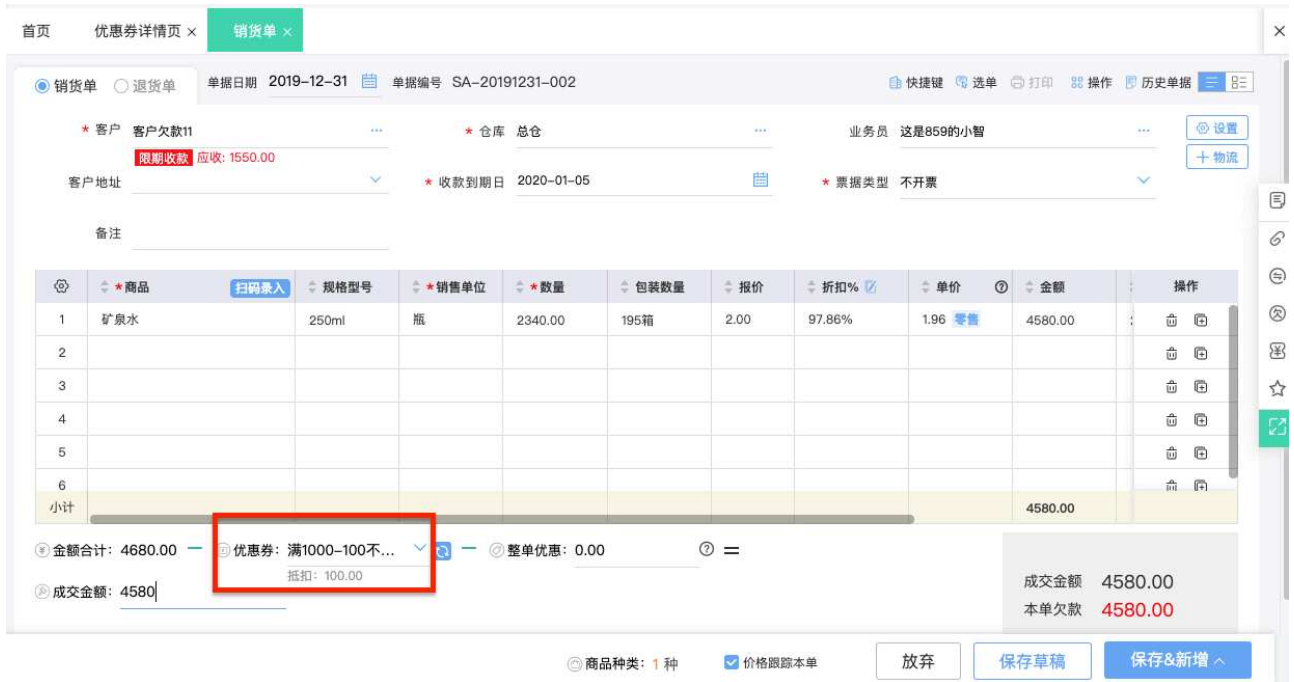 首页 优惠券详情页 × 销货单 ×
销货单 退货单 单据日期 2019-12-31 单据编号 SA-20191231-002 快捷键 选单 打印 操作 历史单据
* 客户 客户欠款11 ... * 仓库 总仓 ... 业务员 这是859的小智 ... 设置
限期收款 应收: 1550.00
+ 物流
客户地址 * 收款到期日 2020-01-05 * 票据类型 不开票
备注
*商品 扫码录入 规格型号 *销售单位 *数量 包装数量 报价 折扣% 单价 金额 操作
1 矿泉水 250ml 瓶 2340.00 195箱 2.00 97.86% 1.96 零售 4580.00
2
3
4
5
6
小计 4580.00
金额合计: 4680.00 － 优惠券: 满1000-100不... － 整单优惠: 0.00 =
抵扣: 100.00
成交金额: 4580
成交金额 4580.00
本单欠款 4580.00
商品种类: 1 种 价格跟踪本单 放弃 保存草稿 保存&新增